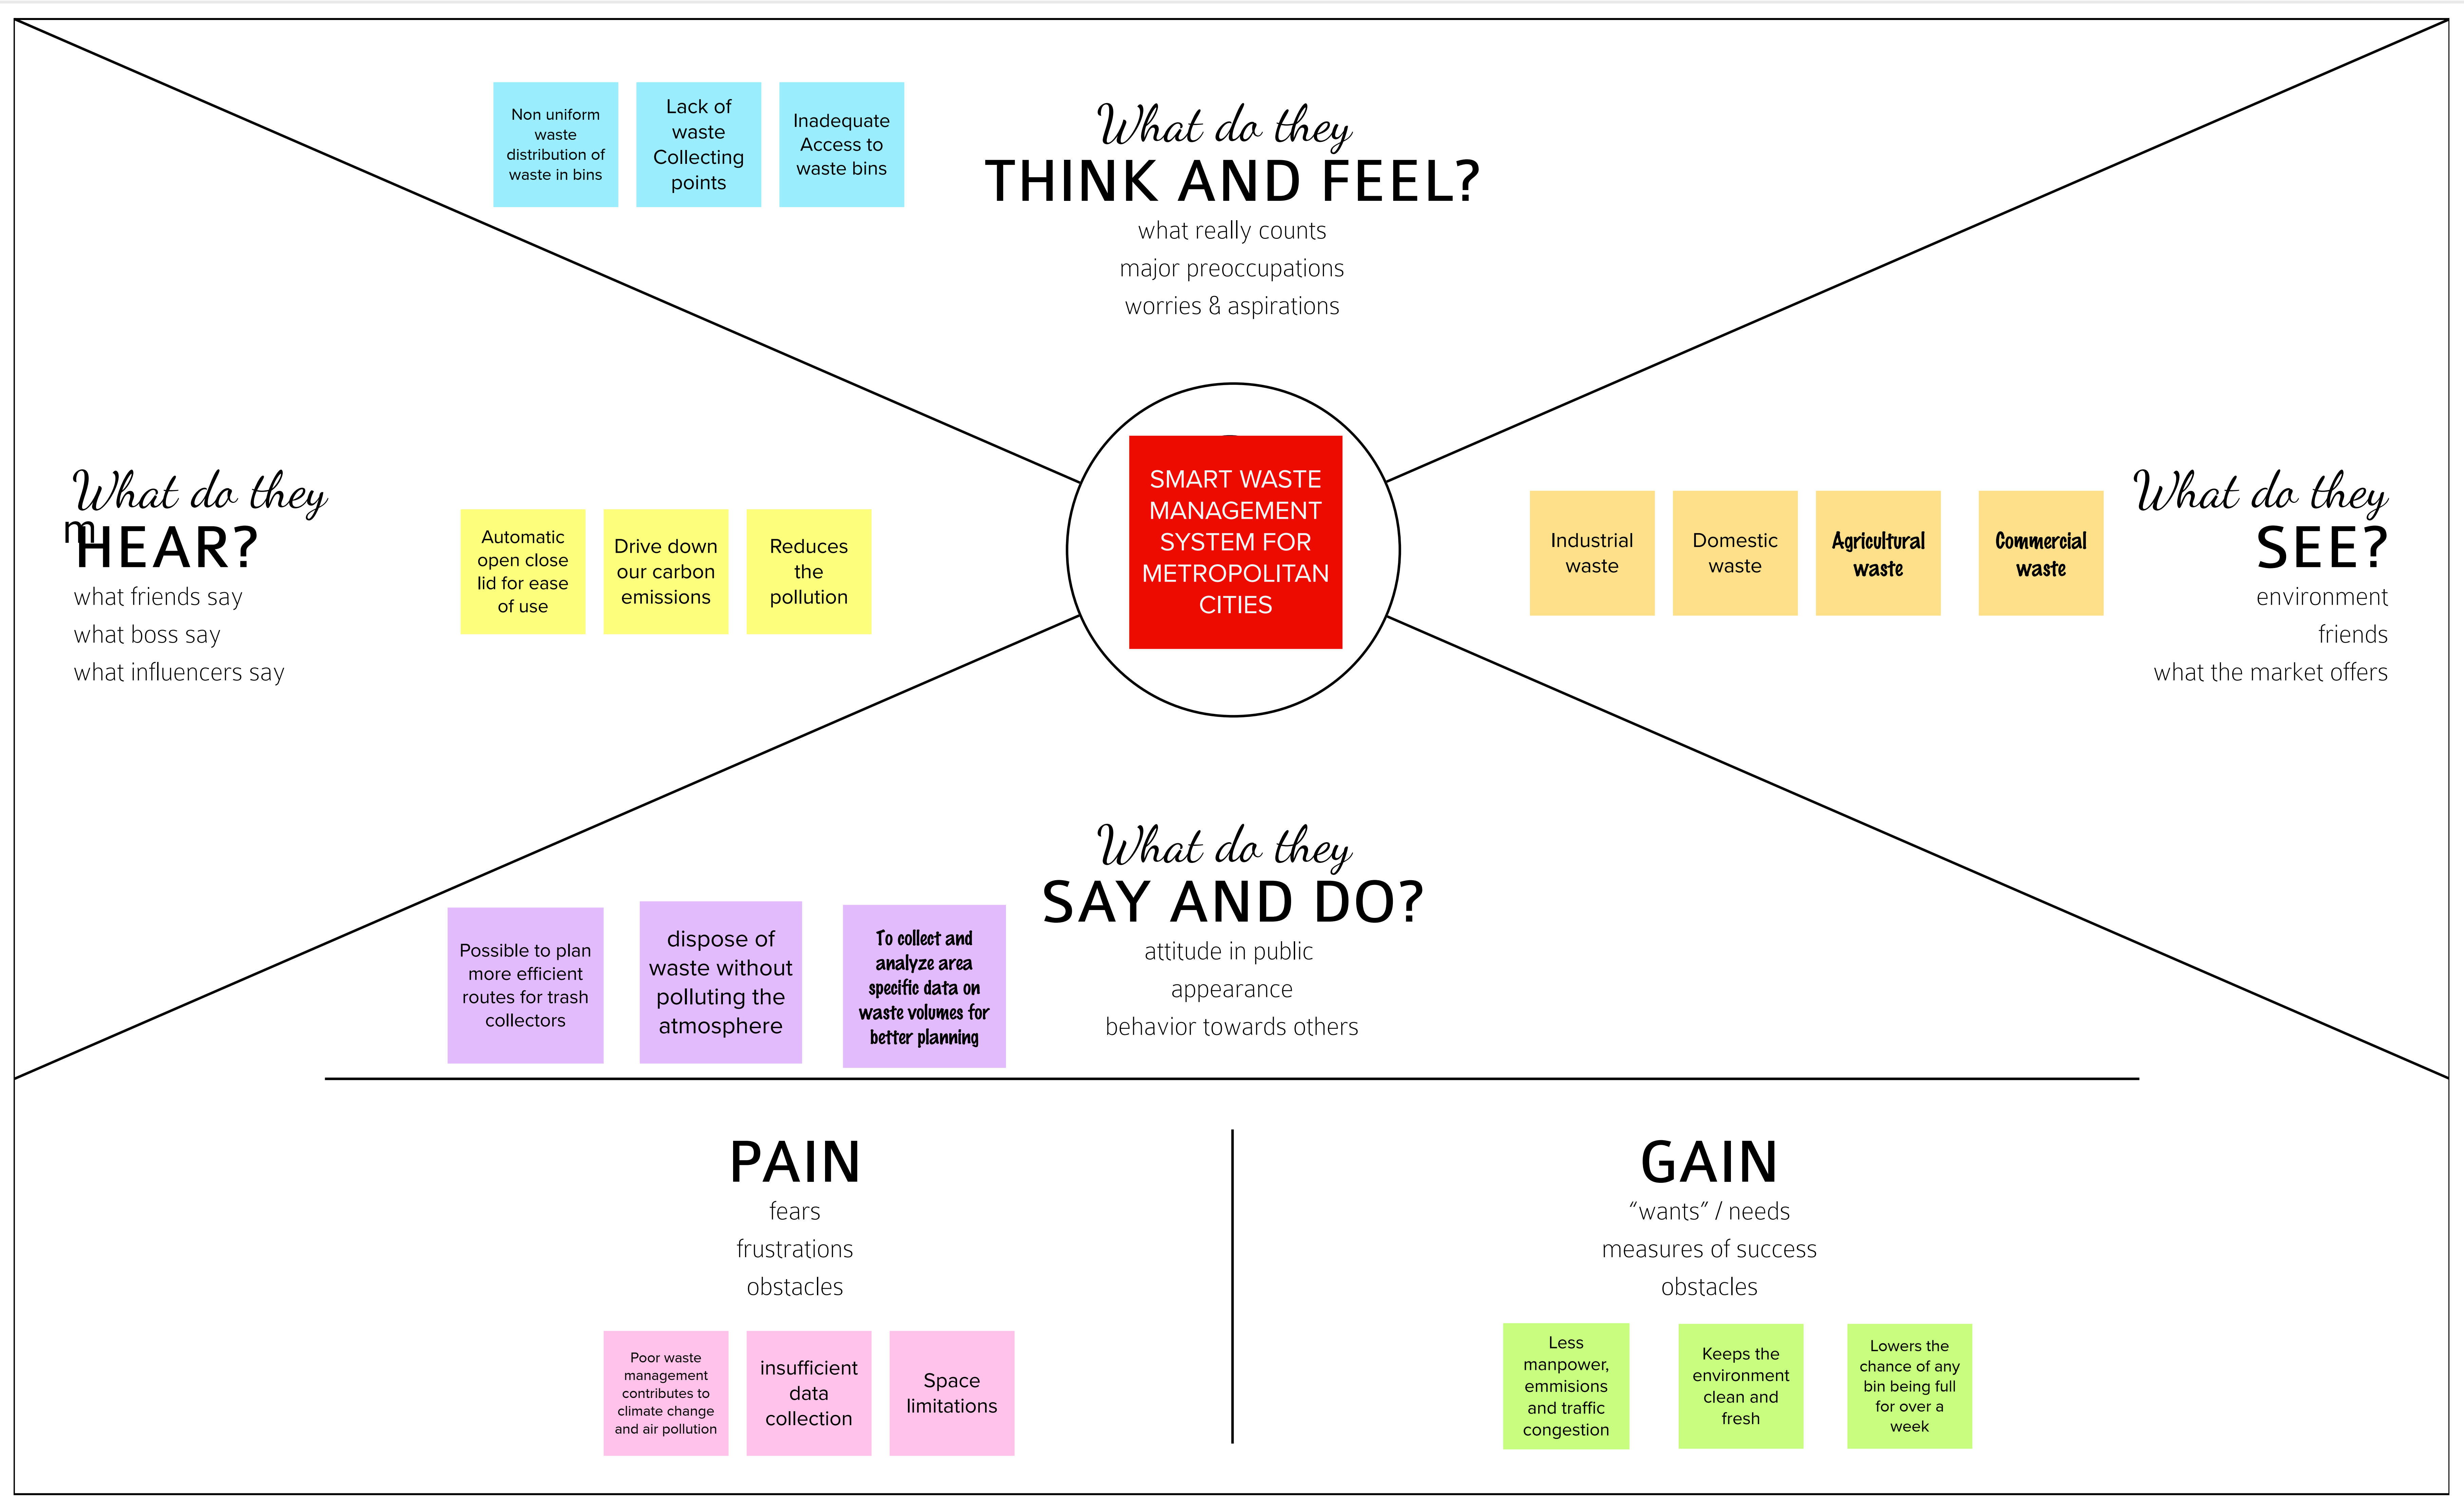 Non uniform
waste
distribution of
waste in bins
Lack of
waste
Collecting
points
Inadequate
Access to
waste bins
What do they
THINK AND FEEL?
what really counts
major preoccupations
worries & aspirations
What do they
m
HEAR?
what friends say
what boss say
what influencers say
Automatic
open close
lid for ease
of use
Drive down
our carbon
emissions
Reduces
the
pollution
SMART WASTE
MANAGEMENT
SYSTEM FOR
METROPOLITAN
CITIES
Industrial
waste
Domestic
waste
Agricultural
waste
Commercial
waste
What do they
SEE?
environment
friends
what the market offers
What do they
SAY AND DO?
attitude in public
appearance
behavior towards others
Possible to plan
more efficient
routes for trash
collectors
dispose of
waste without
polluting the
atmosphere
To collect and
analyze area
specific data on
waste volumes for
better planning
PAIN
fears
frustrations
obstacles
Poor waste
management
contributes to
climate change
and air pollution
insufficient
data
collection
Space
limitations
GAIN
“wants” / needs
measures of success
obstacles
Less
manpower,
emmisions
and traffic
congestion
Keeps the
environment
clean and
fresh
Lowers the
chance of any
bin being full
for over a
week